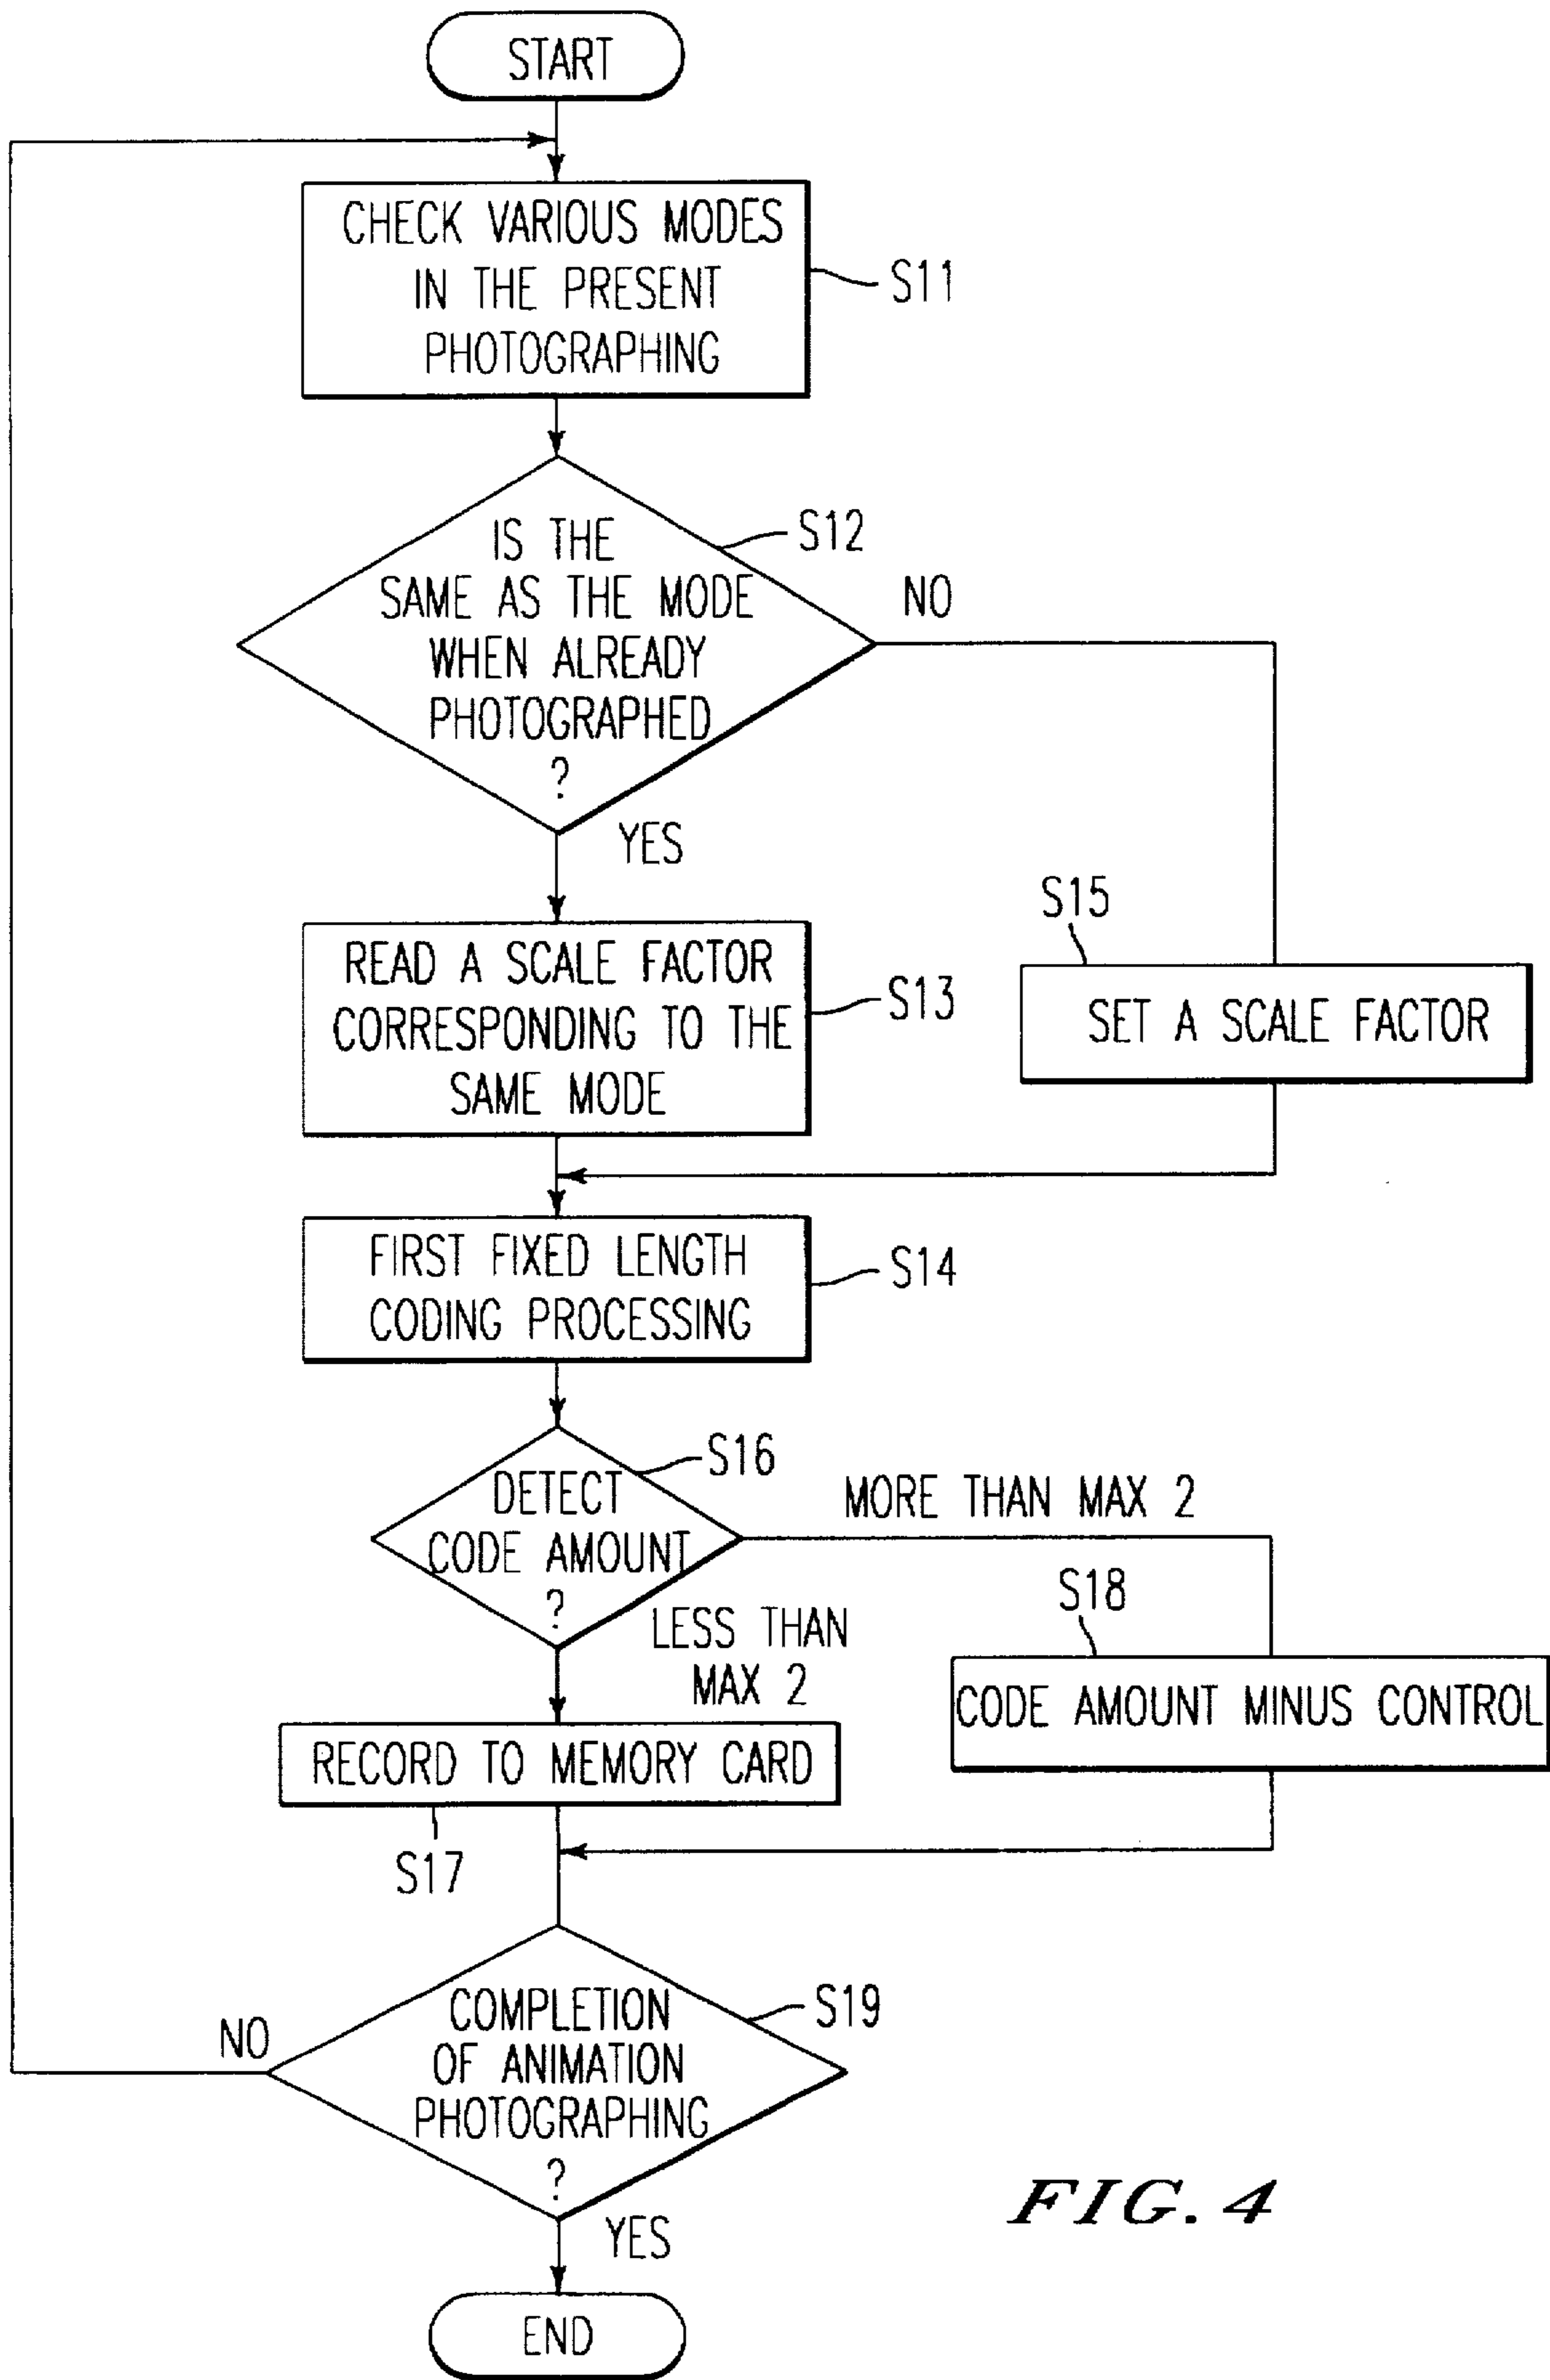 START
CHECK VARIOUS MODES
IN THE PRESENT
PHOTOGRAPHING
S11
IS THE
SAME AS THE MODE
WHEN ALREADY
PHOTOGRAPHED
?
S12
NO
YES
READ A SCALE FACTOR
CORRESPONDING TO THE
SAME MODE
S13
S15
SET A SCALE FACTOR
FIRST FIXED LENGTH
CODING PROCESSING
S14
DETECT
CODE AMOUNT
?
S16
MORE THAN MAX 2
LESS THAN
MAX 2
S18
CODE AMOUNT MINUS CONTROL
RECORD TO MEMORY CARD
S17
COMPLETION
OF ANIMATION
PHOTOGRAPHING
?
S19
NO
YES
END
FIG. 4